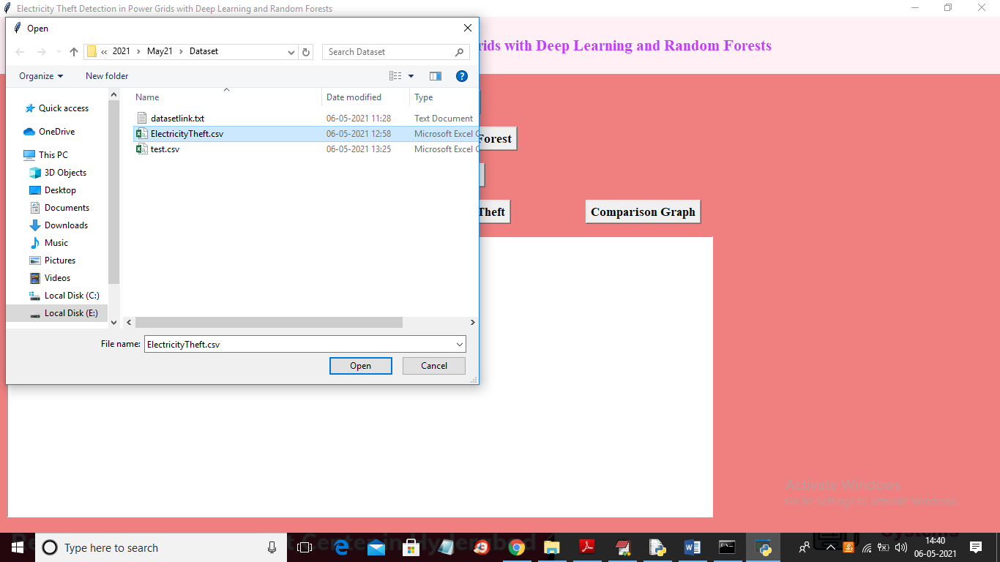 Electricity Theft Detection in Power Grids with Deep Learning and Random Forests
Open
rids with Deep Learning and Random Forests
« 2021 › May21 › Dataset
Search Dataset
Organize
New folder
Name
Date modified
Type
datasetlink.txt 06-05-2021 11:28 Text Document
ElectricityTheft.csv 06-05-2021 12:58 Microsoft Excel C
test.csv 06-05-2021 13:25 Microsoft Excel C
Quick access
OneDrive
This PC
3D Objects
Desktop
Documents
Downloads
Music
Pictures
Videos
Local Disk (C:)
Local Disk (E:)
Forest
Theft
Comparison Graph
File name: ElectricityTheft.csv
Open
Cancel
Activate Windows
Go to Settings to activate Windows.
Type here to search
Center in Hyderabad
Systems
14:40
06-05-2021